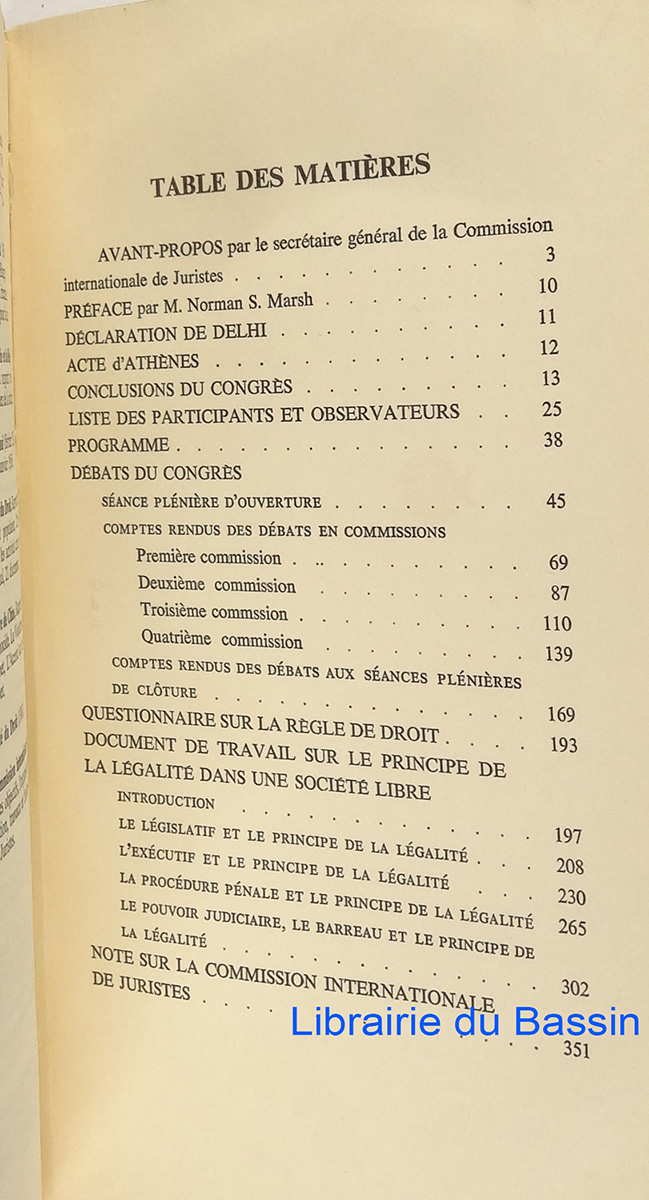 TABLE DES MATIÈRES
AVANT-PROPOS par le secrétaire général de la Commission
internationale de Juristes . . . . . . . . . . . . 3
PRÉFACE par M. Norman S. Marsh . . . . . . . . 10
DÉCLARATION DE DELHI . . . . . . . . . . 11
ACTE d'ATHÈNES . . . . . . . . . . . . . 12
CONCLUSIONS DU CONGRÈS . . . . . . . . . 13
LISTE DES PARTICIPANTS ET OBSERVATEURS . . 25
PROGRAMME . . . . . . . . . . . . . . . 38
DÉBATS DU CONGRÈS
SÉANCE PLÉNIÈRE D'OUVERTURE . . . . . . . . 45
COMPTES RENDUS DES DÉBATS EN COMMISSIONS
Première commission . .. . . . . . . . . 69
Deuxième commission . . . . . . . . . 87
Troisième commssion . . . . . . . . . . 110
Quatrième commission . . . . . . . . . 139
COMPTES RENDUS DES DÉBATS AUX SÉANCES PLÉNIÈRES
DE CLÔTURE . . . . . . . . . . . . . . 169
QUESTIONNAIRE SUR LA RÈGLE DE DROIT . . . . 193
DOCUMENT DE TRAVAIL SUR LE PRINCIPE DE
LA LÉGALITÉ DANS UNE SOCIÉTÉ LIBRE
INTRODUCTION . . . . . . . . . . . . . 197
LE LÉGISLATIF ET LE PRINCIPE DE LA LÉGALITÉ . . . 208
L'EXÉCUTIF ET LE PRINCIPE DE LA LÉGALITÉ . . . 230
LA PROCÉDURE PÉNALE ET LE PRINCIPE DE LA LÉGALITÉ 265
LE POUVOIR JUDICIAIRE, LE BARREAU ET LE PRINCIPE DE
LA LÉGALITÉ . . . . . . . . . . . . . . 302
NOTE SUR LA COMMISSION INTERNATIONALE
DE JURISTES . . . . . . . . 351
Librairie du Bassin